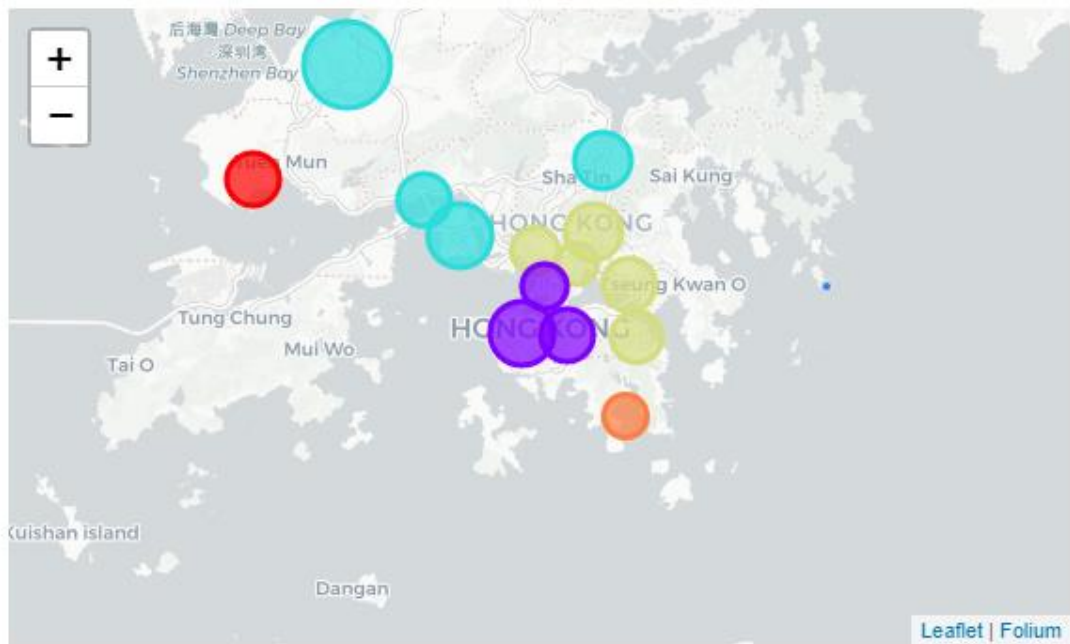 +
−
后海灣 Deep Bay
深圳湾
Shenzhen Bay
Tuen Mun
Sha Tin
Sai Kung
HONG KONG
Tseung Kwan O
Tung Chung
HONG KONG
Mui Wo
Tai O
Kuishan island
Dangan
Leaflet | Folium